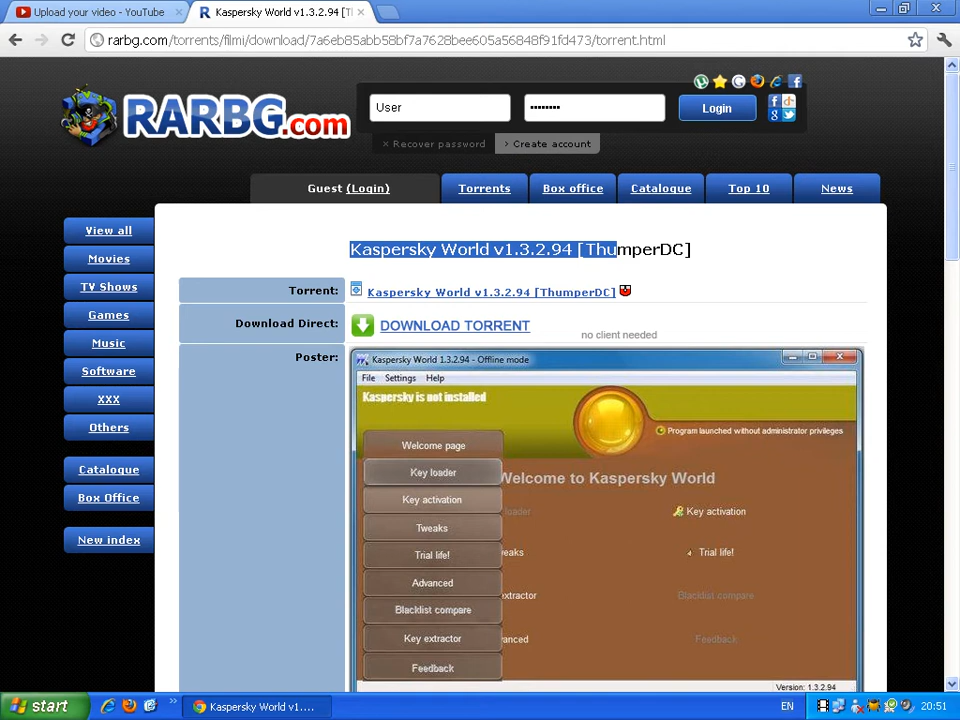 Upload your video - YouTube
Kaspersky World v1.3.2.94 [T
rarbg.com/torrents/filmi/download/7a6eb85abb58bf7a7628bee605a56848f91fd473/torrent.html
RARBG.com
User
Login
Recover password
Create account
Guest (Login)
Torrents
Box office
Catalogue
Top 10
News
View all
Movies
TV Shows
Games
Music
Software
XXX
Others
Catalogue
Box Office
New index
Kaspersky World v1.3.2.94 [ThumperDC]
Torrent:
Kaspersky World v1.3.2.94 [ThumperDC]
Download Direct:
DOWNLOAD TORRENT
no client needed
Poster:
Kaspersky World 1.3.2.94 - Offline mode
File Settings Help
Kaspersky is not installed
Program launched without administrator privileges
Welcome page
Key loader
Key activation
Tweaks
Trial life!
Advanced
Blacklist compare
Key extractor
Feedback
Welcome to Kaspersky World
loader
Key activation
eaks
Trial life!
xtractor
Blacklist compare
anced
Feedback
Version: 1.3.2.94
start
Kaspersky World v1....
EN
20:51